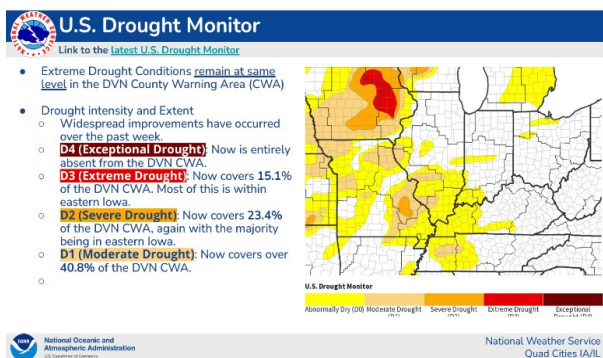 U.S. Drought Monitor
Link to the latest U.S. Drought Monitor
Extreme Drought Conditions remain at same
level in the DVN County Warning Area (CWA)
Drought intensity and Extent
Widespread improvements have occurred
over the past week.
D4 (Exceptional Drought): Now is entirely
absent from the DVN CWA.
D3 (Extreme Drought): Now covers 15.1%
of the DVN CWA. Most of this is within
eastern Iowa.
D2 (Severe Drought): Now covers 23.4%
of the DVN CWA, again with the majority
being in eastern Iowa.
D1 (Moderate Drought): Now covers over
40.8% of the DVN CWA.
U.S. Drought Monitor
Abnormally Dry (D0) Moderate Drought Severe Drought Extreme Drought Exceptional
National Oceanic and
Atmospheric Administration
U.S. Department of Commerce
National Weather Service
Quad Cities IA/IL